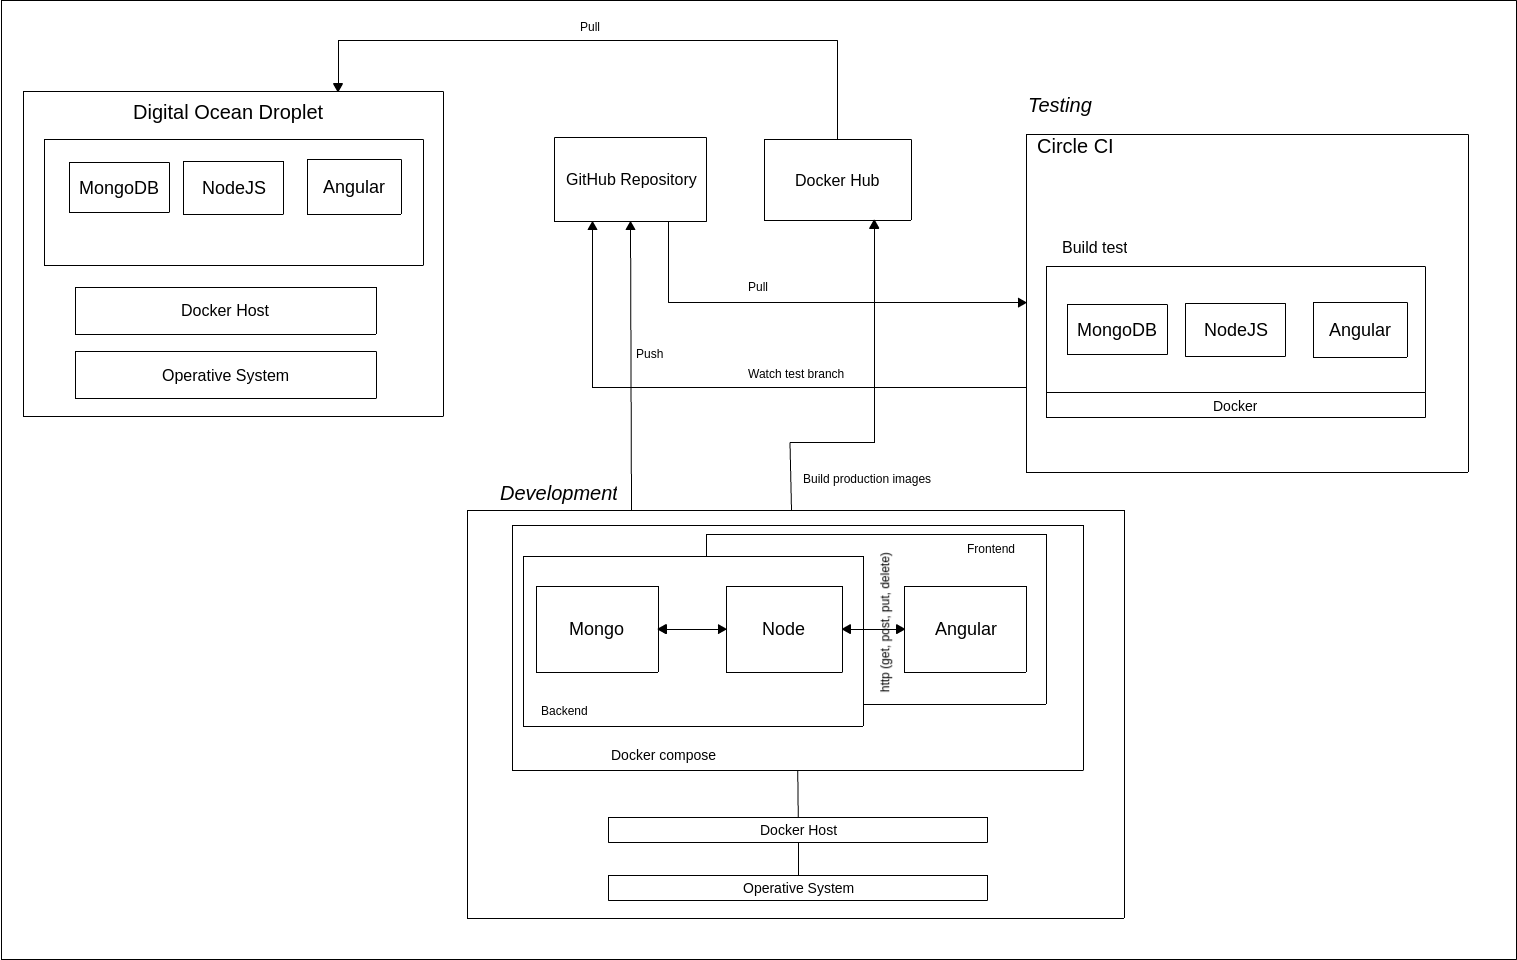 Pull
Digital Ocean Droplet
MongoDB
NodeJS
Angular
Docker Host
Operative System
GitHub Repository
Docker Hub
Testing
Circle CI
Build test
MongoDB
NodeJS
Angular
Docker
Pull
Push
Watch test branch
Build production images
Development
Frontend
Mongo
Node
http (get, post, put, delete)
Angular
Backend
Docker compose
Docker Host
Operative System